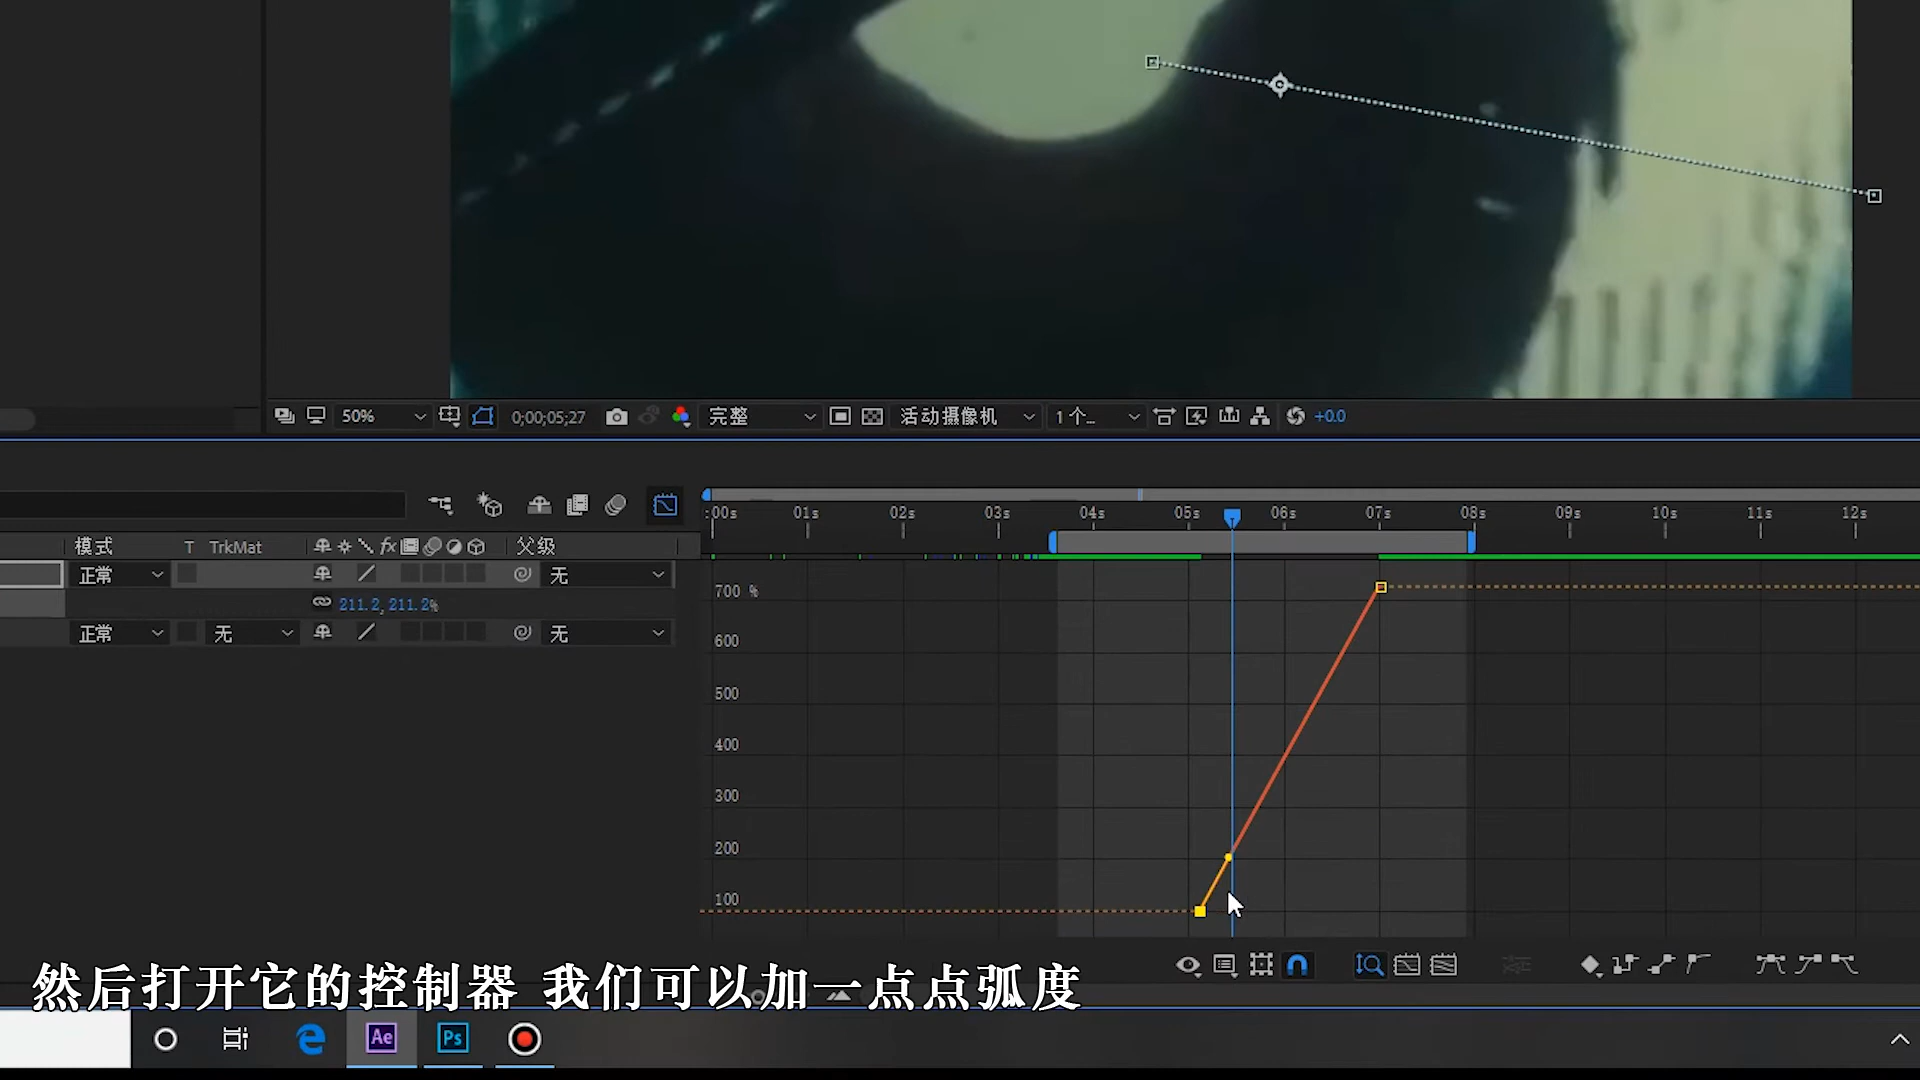 50%
0;00;05;27
完整
活动摄像机
1 个...
+0.0
:00s 01s 02s 03s 04s 05s 06s 07s 08s 09s 10s 11s 12s
模式 T TrkMat fx 父级
正常 无
211.2, 211.2%
正常 无 无
700 %
600
500
400
300
200
100
然后打开它的控制器 我们可以加一点点弧度
Ae Ps